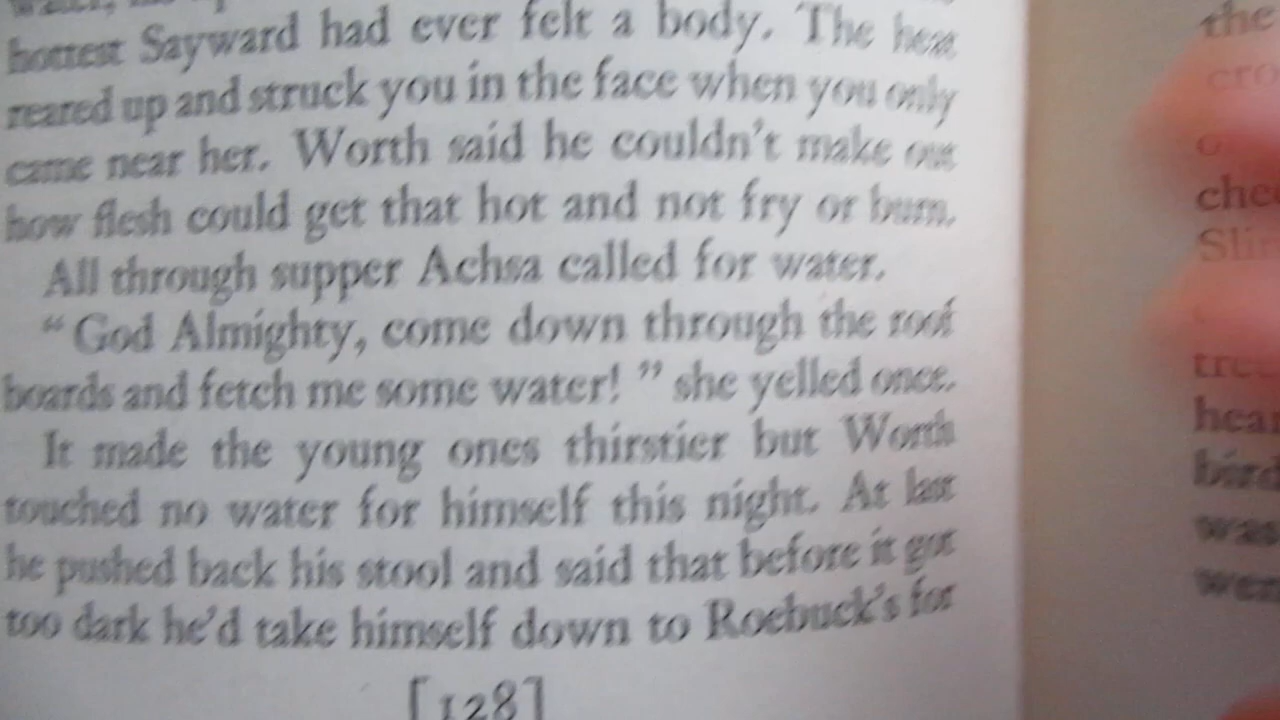 hottest Sayward had ever felt a body. The heat
reared up and struck you in the face when you only
came near her. Worth said he couldn't make out
how flesh could get that hot and not fry or burn.
All through supper Achsa called for water.
“ God Almighty, come down through the roof
boards and fetch me some water! ” she yelled once.
It made the young ones thirstier but Worth
touched no water for himself this night. At last
he pushed back his stool and said that before it got
too dark he'd take himself down to Roebuck's for
[128]
the